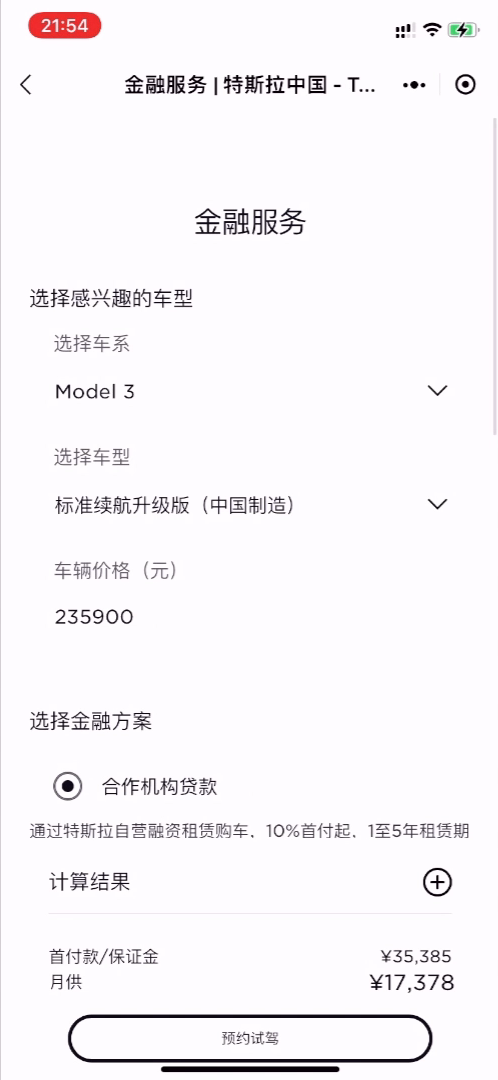 21:54
金融服务 | 特斯拉中国 - T...
金融服务
选择感兴趣的车型
选择车系
Model 3
选择车型
标准续航升级版（中国制造）
车辆价格（元）
235900
选择金融方案
合作机构贷款
通过特斯拉自营融资租赁购车，10%首付起，1至5年租赁期
计算结果
首付款/保证金 ¥35,385
月供 ¥17,378
预约试驾